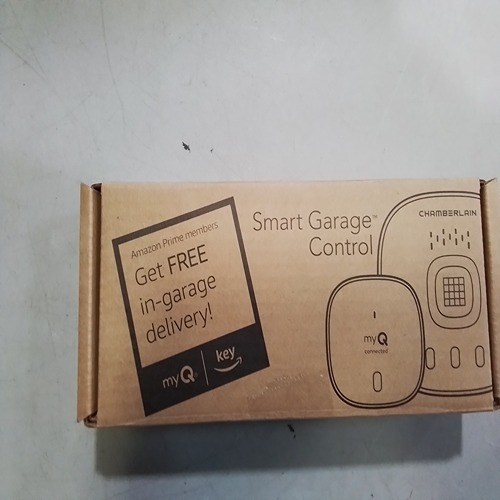 Amazon Prime members
Get FREE
in-garage
delivery!
myQ
key
Smart Garage™
Control
CHAMBERLAIN
myQ
connected